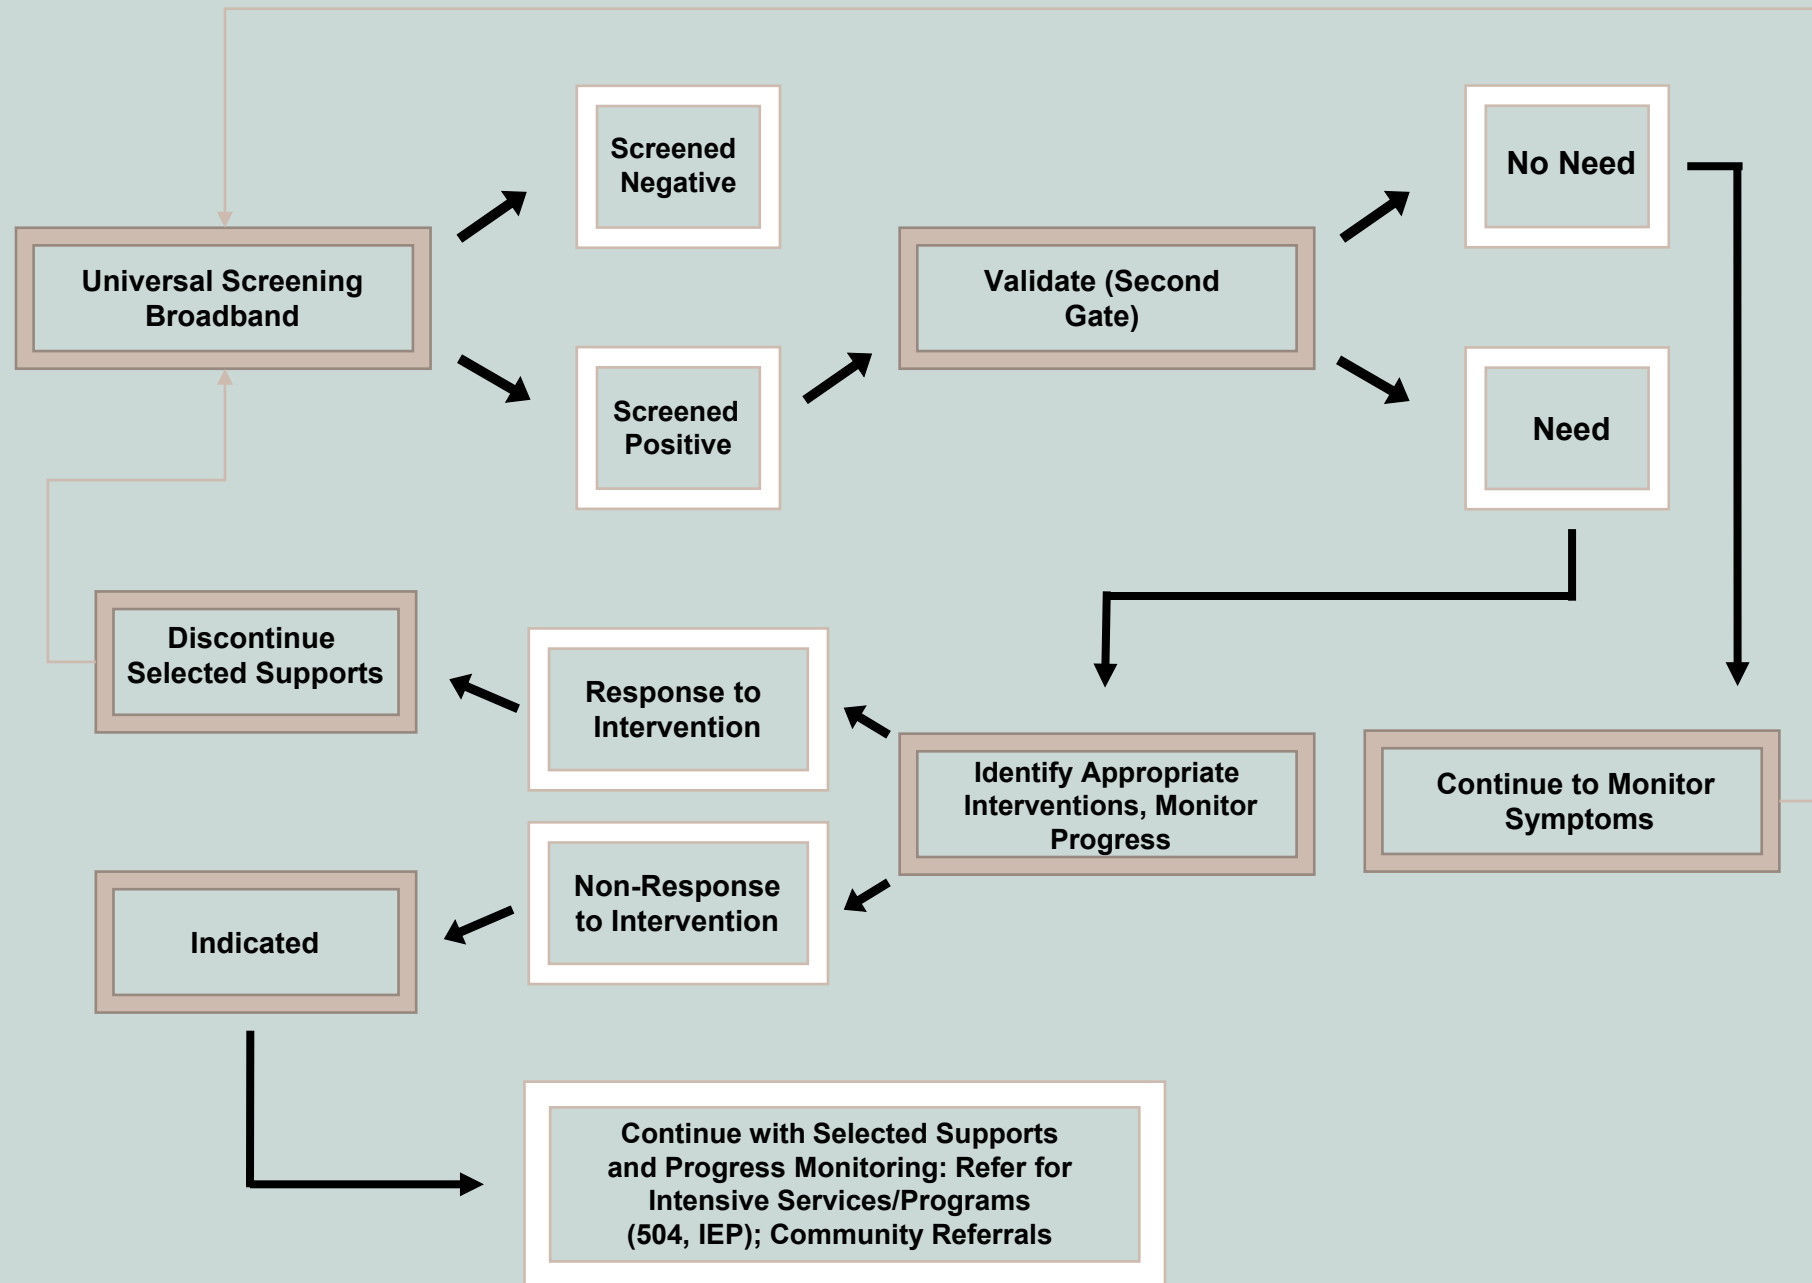 Screened
Negative
No Need
Universal Screening
Broadband
Validate (Second
Gate)
Screened
Positive
Need
Discontinue
Selected Supports
Response to
Intervention
Identify Appropriate
Interventions, Monitor
Progress
Continue to Monitor
Symptoms
Non-Response
to Intervention
Indicated
Continue with Selected Supports
and Progress Monitoring: Refer for
Intensive Services/Programs
(504, IEP); Community Referrals